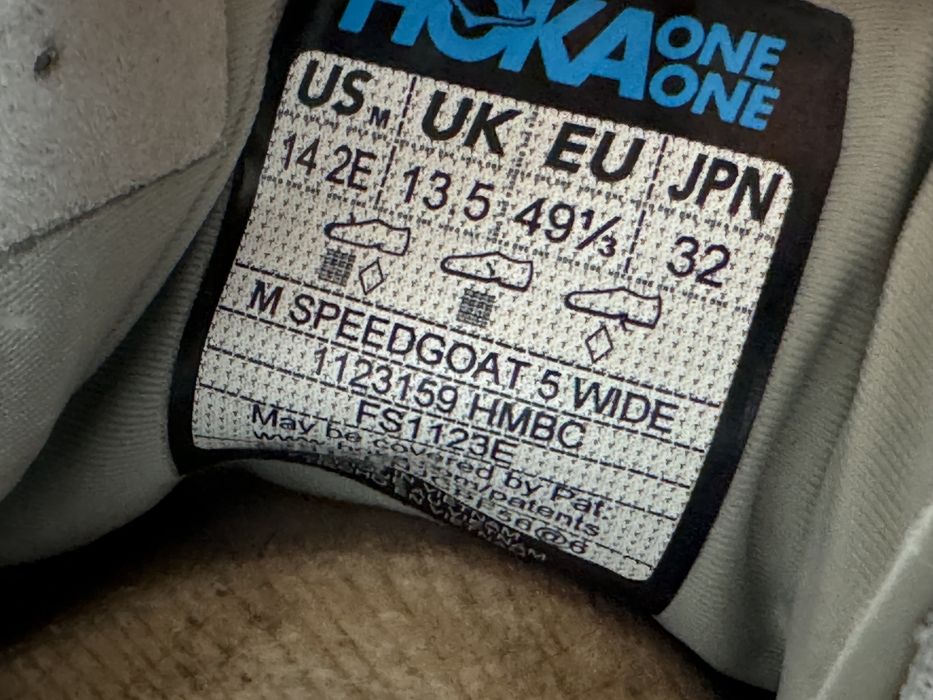 HOKA ONE ONE
US M UK EU JPN
14 2E 13.5 49⅓ 32
M SPEEDGOAT 5 WIDE
1123159 HMBC
FS1123E
May be covered by Pat.